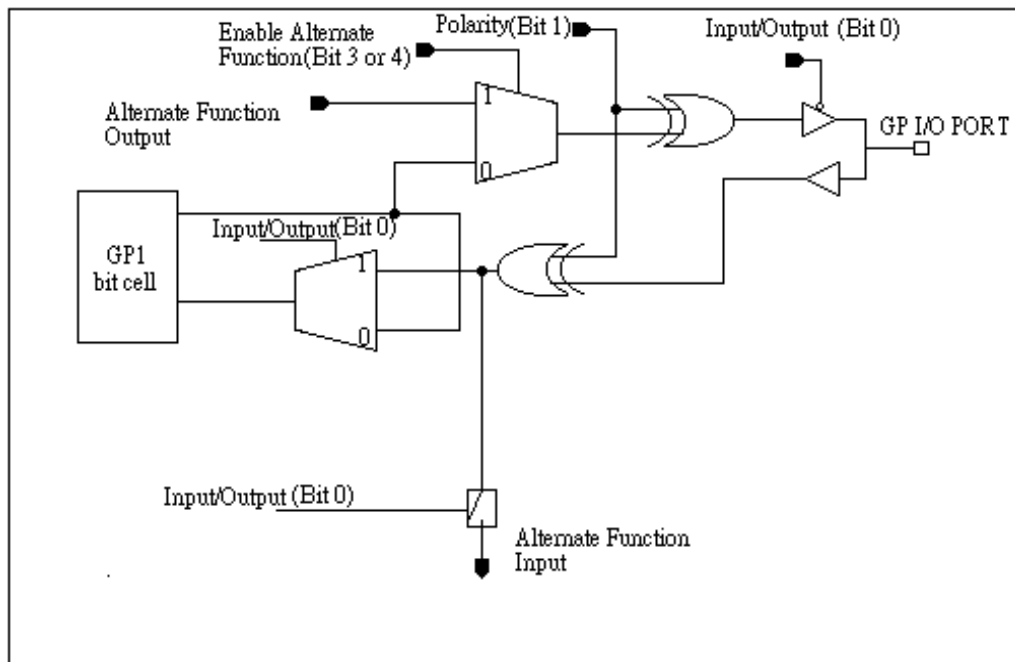 Enable Alternate
Function(Bit 3 or 4)
Polarity(Bit 1)
Input/Output (Bit 0)
Alternate Function
Output
1
0
GP I/O PORT
Input/Output(Bit 0)
GP1
bit cell
1
0
Input/Output (Bit 0)
Alternate Function
Input